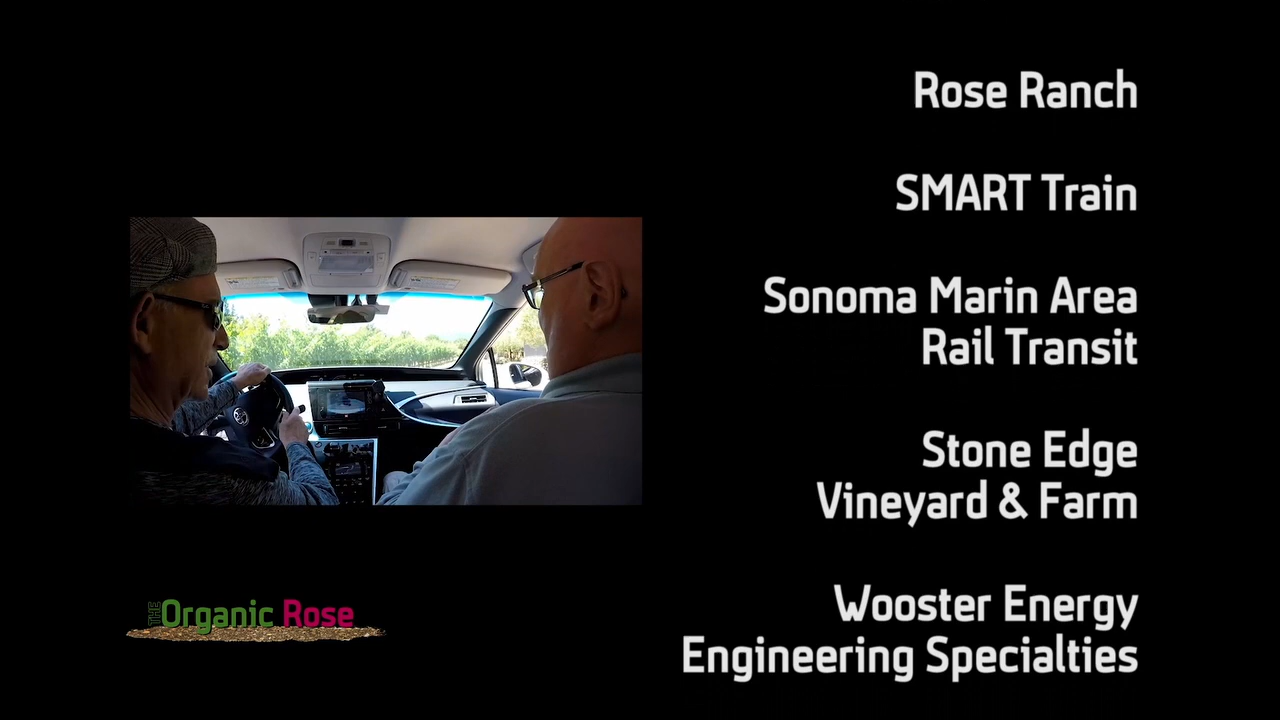 Rose Ranch
SMART Train
Sonoma Marin Area
Rail Transit
Stone Edge
Vineyard & Farm
Wooster Energy
Engineering Specialties
THE Organic Rose